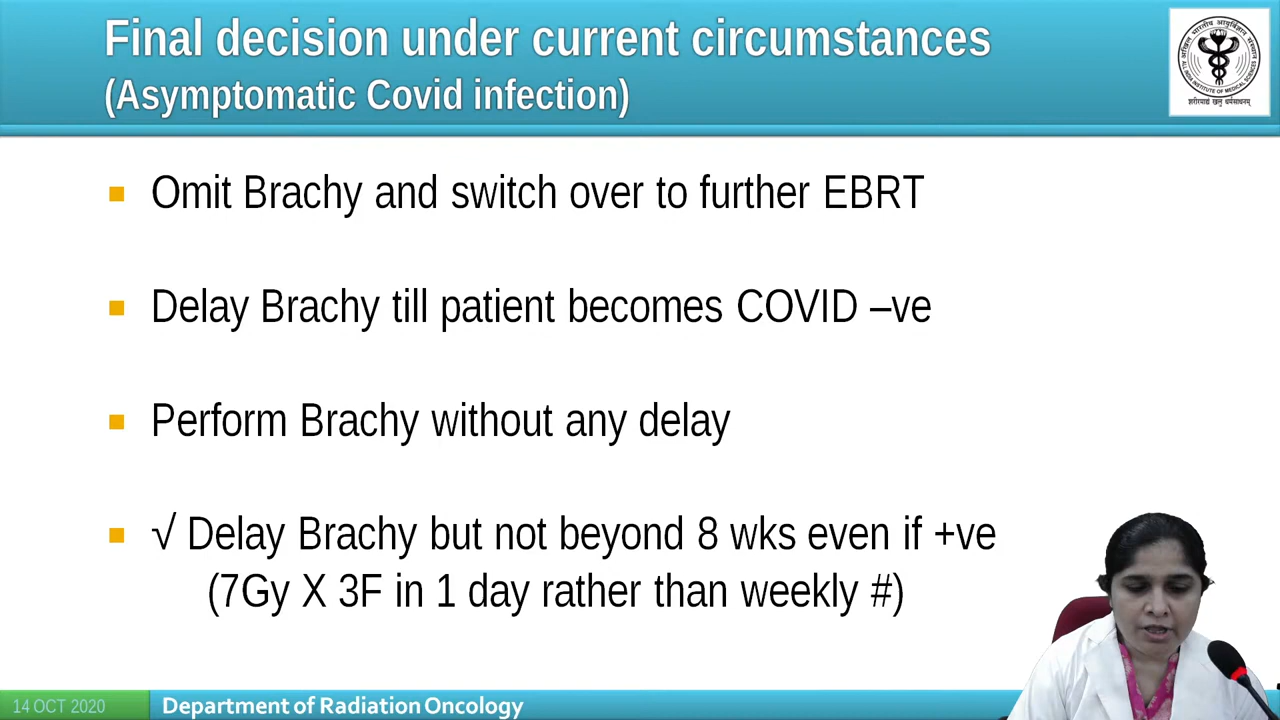 Final decision under current circumstances
(Asymptomatic Covid infection)
Omit Brachy and switch over to further EBRT
Delay Brachy till patient becomes COVID –ve
Perform Brachy without any delay
√ Delay Brachy but not beyond 8 wks even if +ve
(7Gy X 3F in 1 day rather than weekly #)
14 OCT 2020
Department of Radiation Oncology